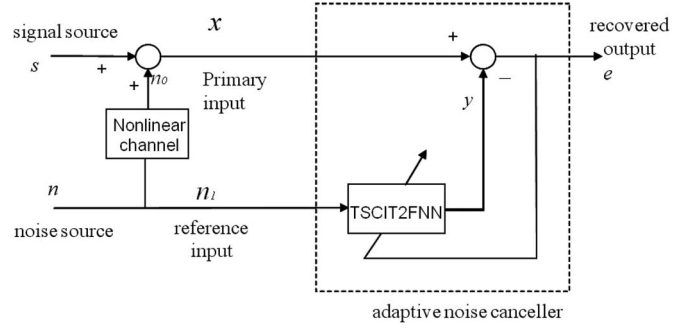 signal source
s
+
+
n₀
x
Primary
input
+
−
y
recovered
output
e
Nonlinear
channel
n
noise source
n₁
reference
input
TSCIT2FNN
adaptive noise canceller